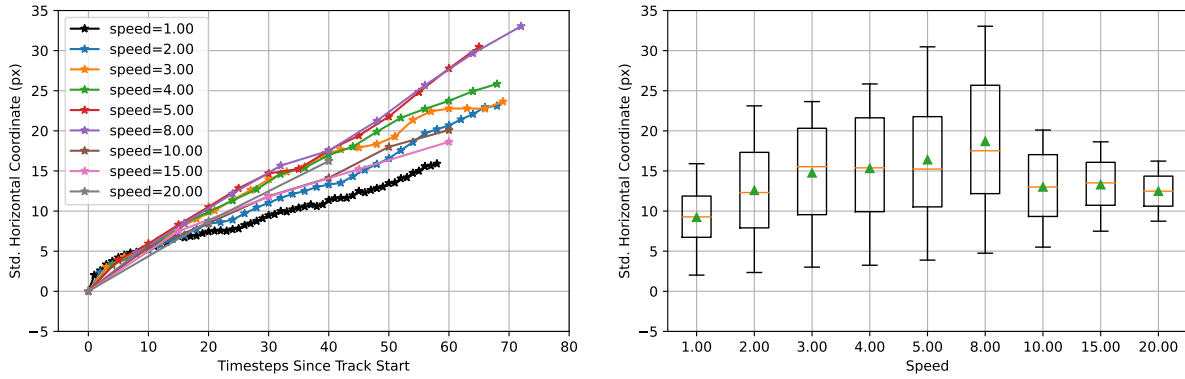 35
30
25
20
15
10
5
0
−5
Std. Horizontal Coordinate (px)
speed=1.00
speed=2.00
speed=3.00
speed=4.00
speed=5.00
speed=8.00
speed=10.00
speed=15.00
speed=20.00
0 10 20 30 40 50 60 70 80
Timesteps Since Track Start
35
30
25
20
15
10
5
0
−5
Std. Horizontal Coordinate (px)
1.00 2.00 3.00 4.00 5.00 8.00 10.00 15.00 20.00
Speed